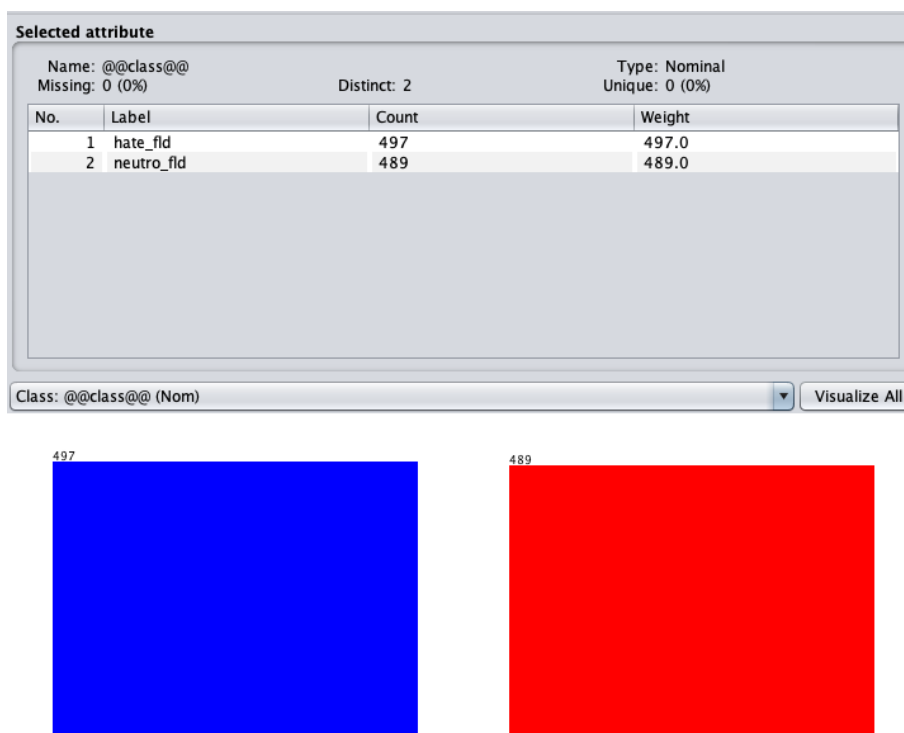 Selected attribute
Name: @@class@@ Type: Nominal
Missing: 0 (0%) Distinct: 2 Unique: 0 (0%)
No. Label Count Weight
1 hate_fld 497 497.0
2 neutro_fld 489 489.0
Class: @@class@@ (Nom) Visualize All
497
489